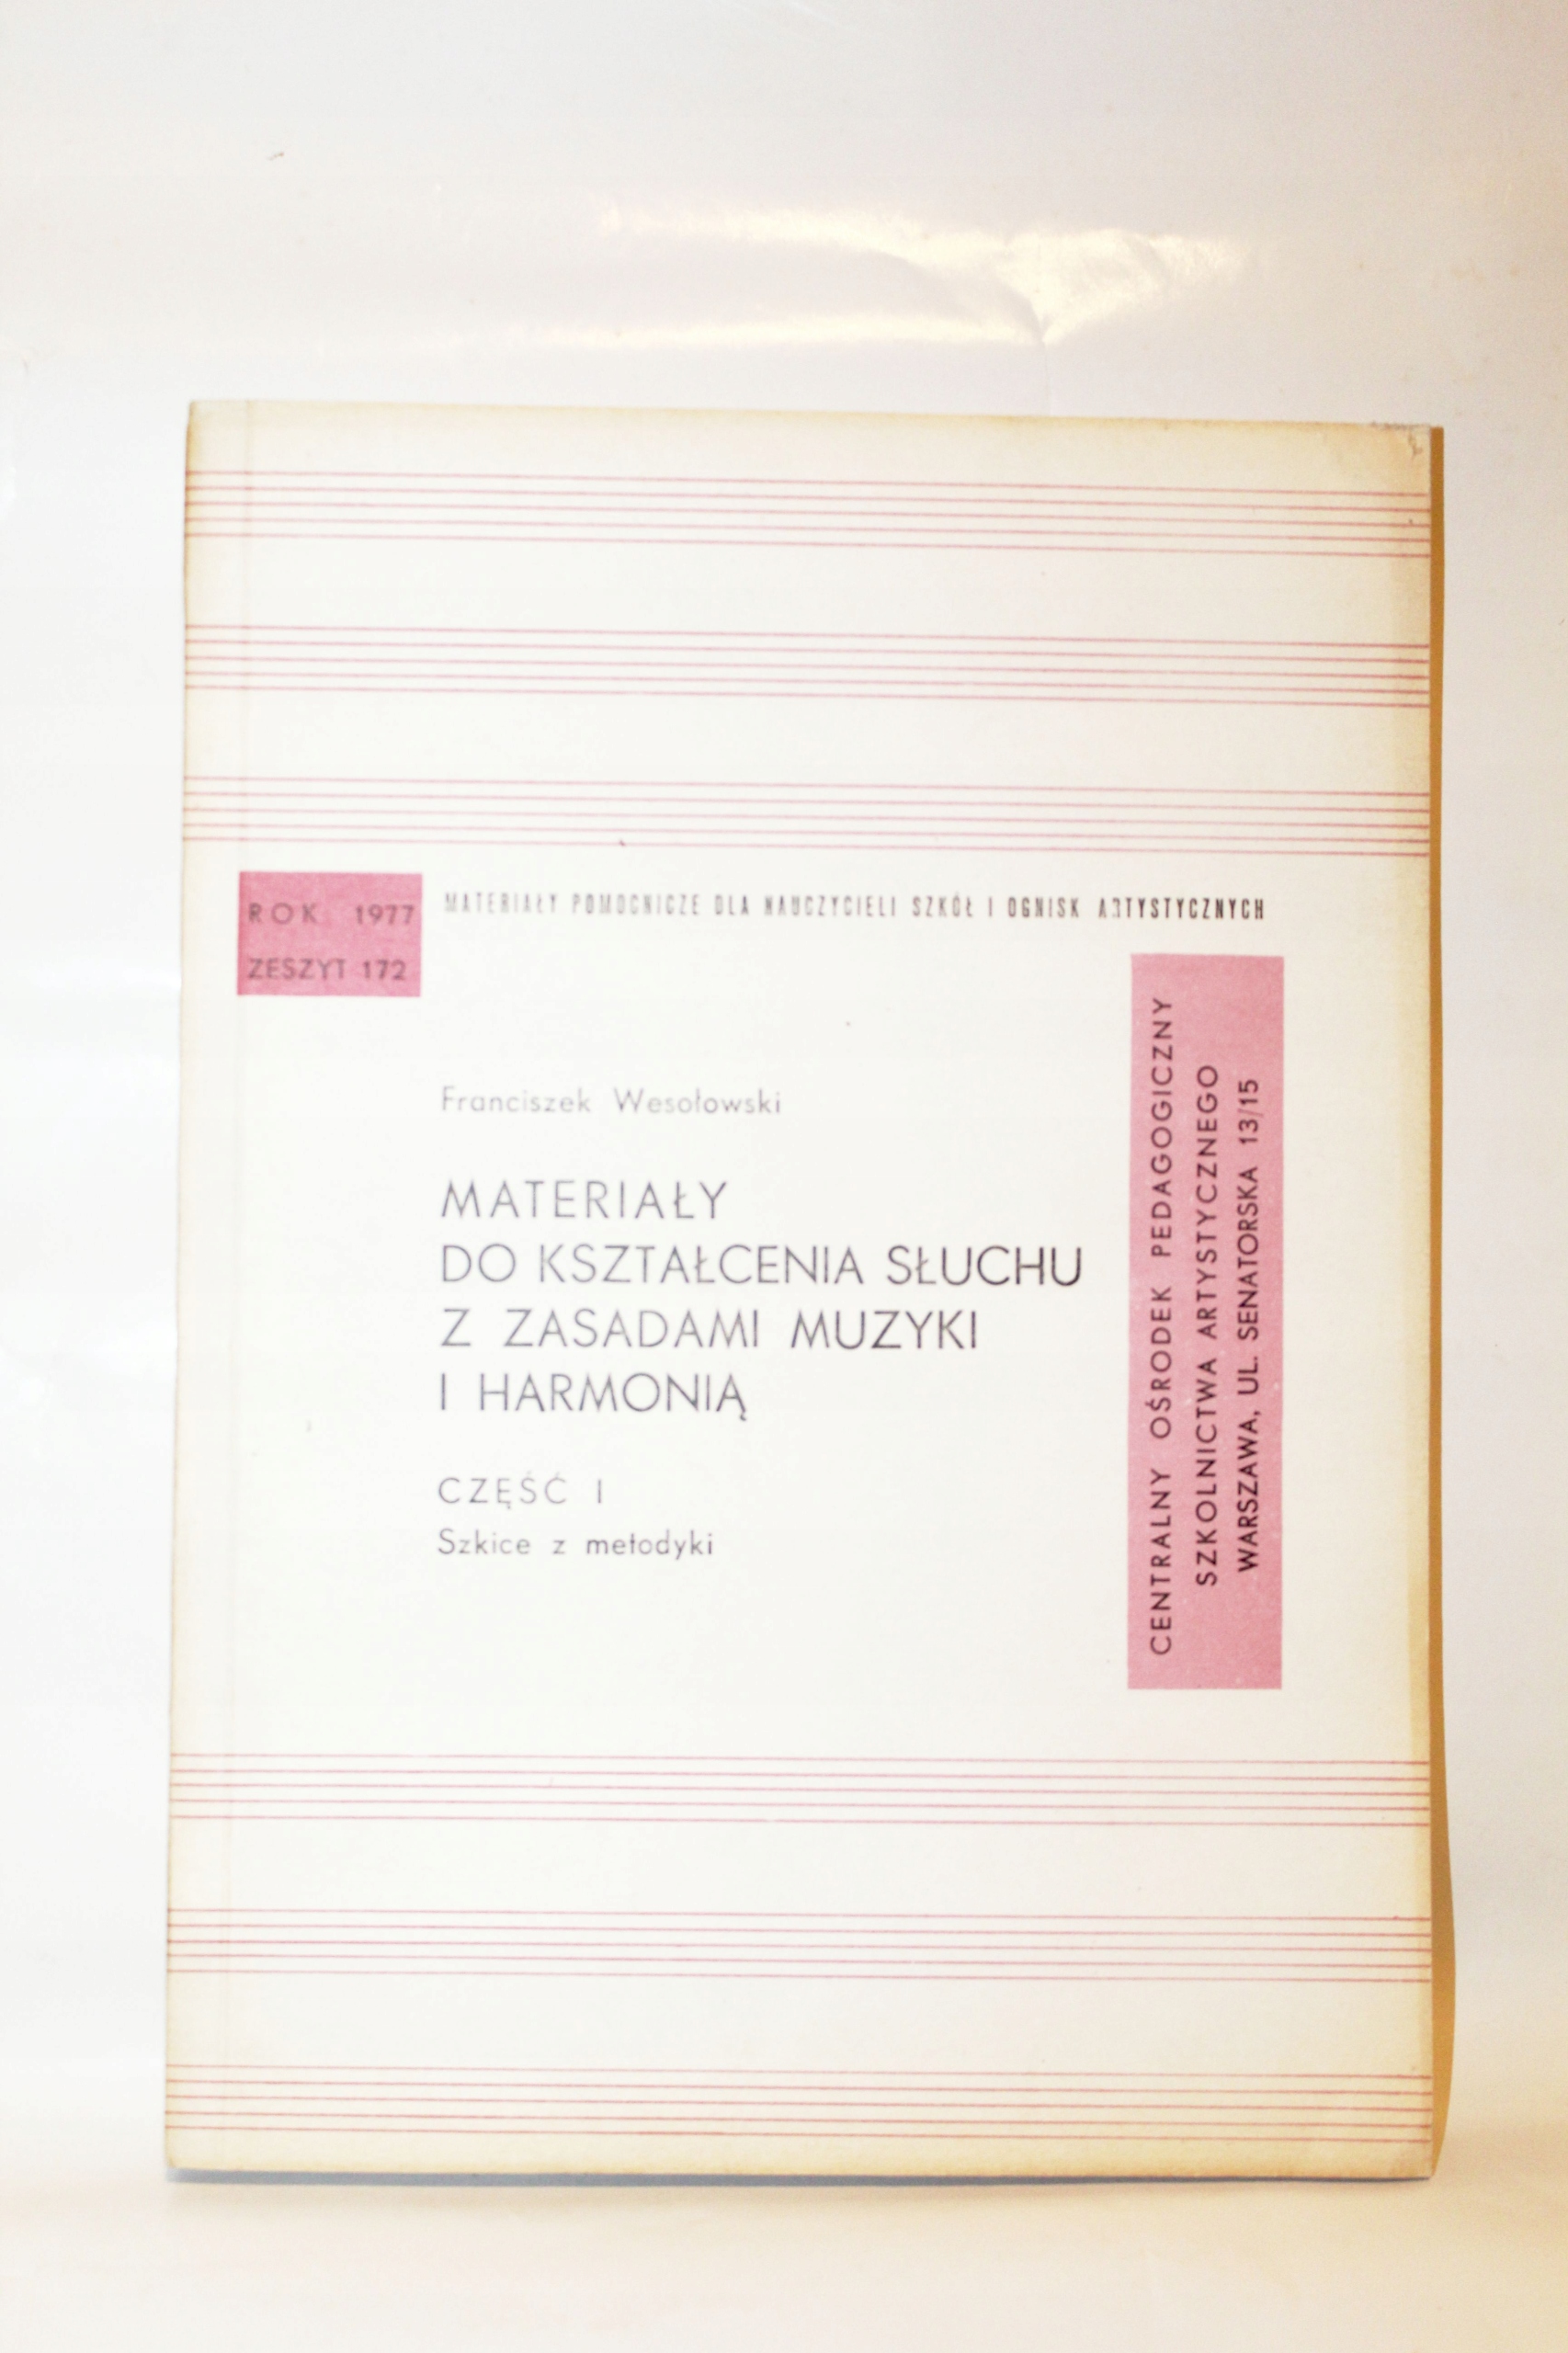 ROK 1977
ZESZYT 172
MATERIAŁY POMOCNICZE DLA NAUCZYCIELI SZKÓŁ I OGNISK ARTYSTYCZNYCH
Franciszek Wesołowski
MATERIAŁY
DO KSZTAŁCENIA SŁUCHU
Z ZASADAMI MUZYKI
I HARMONIĄ
CZĘŚĆ I
Szkice z metodyki
CENTRALNY OŚRODEK PEDAGOGICZNY
SZKOLNICTWA ARTYSTYCZNEGO
WARSZAWA, UL. SENATORSKA 13/15